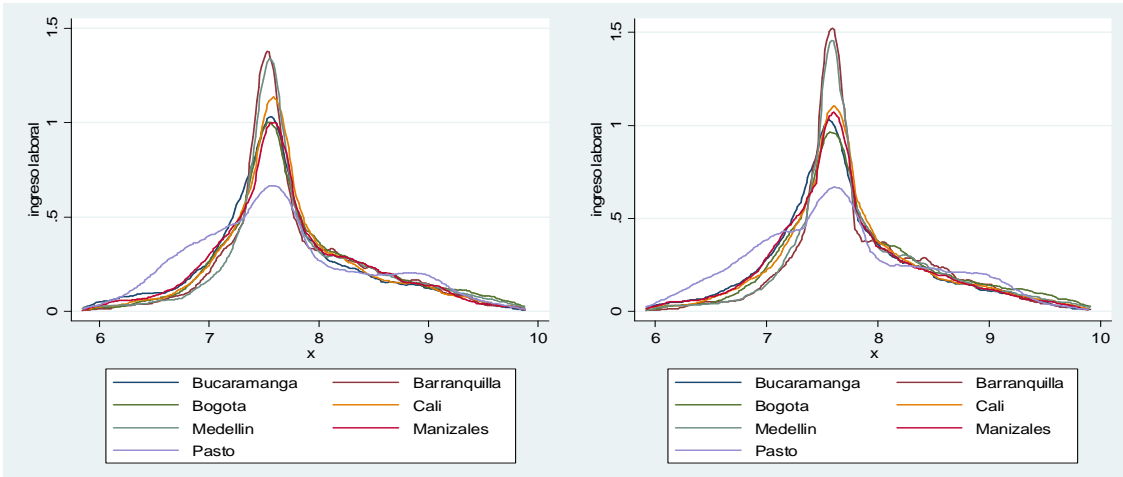 1.5
1
.5
0
ingreso laboral
6 7 8 9 10
x
Bucaramanga Barranquilla
Bogota Cali
Medellin Manizales
Pasto
1.5
1
.5
0
ingreso laboral
6 7 8 9 10
x
Bucaramanga Barranquilla
Bogota Cali
Medellin Manizales
Pasto